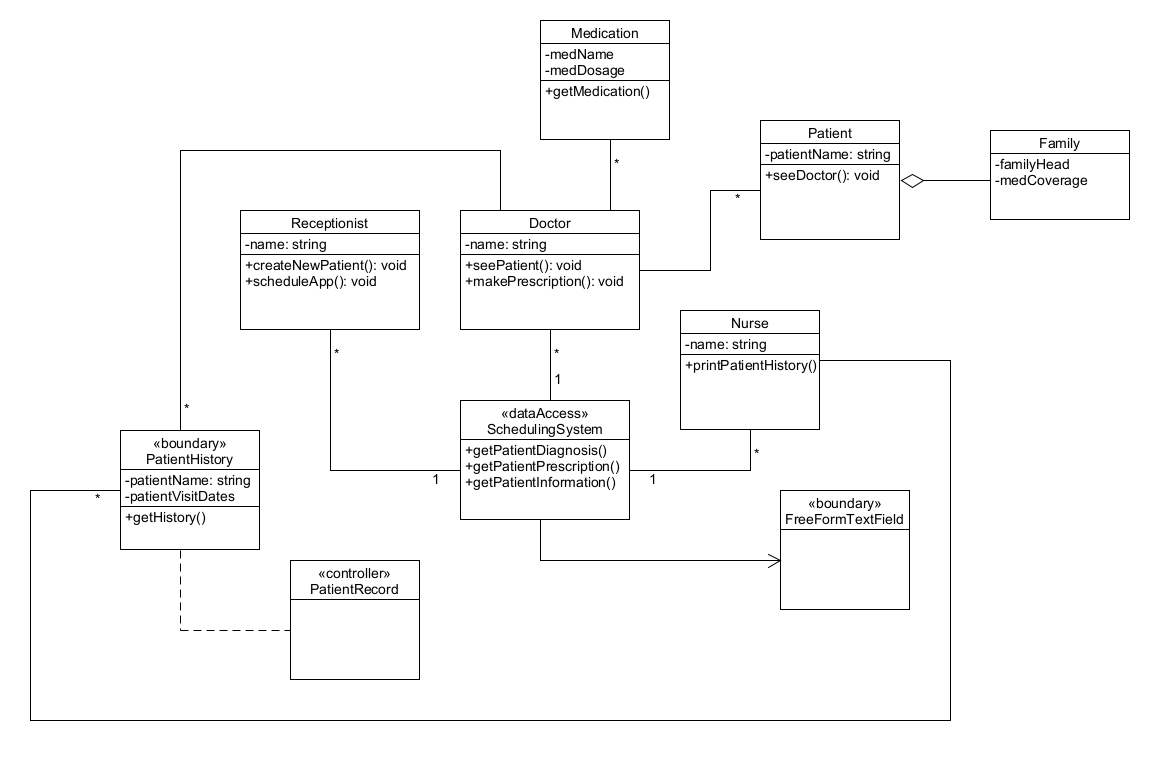 Medication
-medName
-medDosage
+getMedication()
*
Patient
-patientName: string
+seeDoctor(): void
*
Family
-familyHead
-medCoverage
Receptionist
-name: string
+createNewPatient(): void
+scheduleApp(): void
*
Doctor
-name: string
+seePatient(): void
+makePrescription(): void
*
1
Nurse
-name: string
+printPatientHistory()
*
*
«boundary»
PatientHistory
-patientName: string
-patientVisitDates
+getHistory()
*
«dataAccess»
SchedulingSystem
+getPatientDiagnosis()
+getPatientPrescription()
+getPatientInformation()
1
1
«boundary»
FreeFormTextField
«controller»
PatientRecord